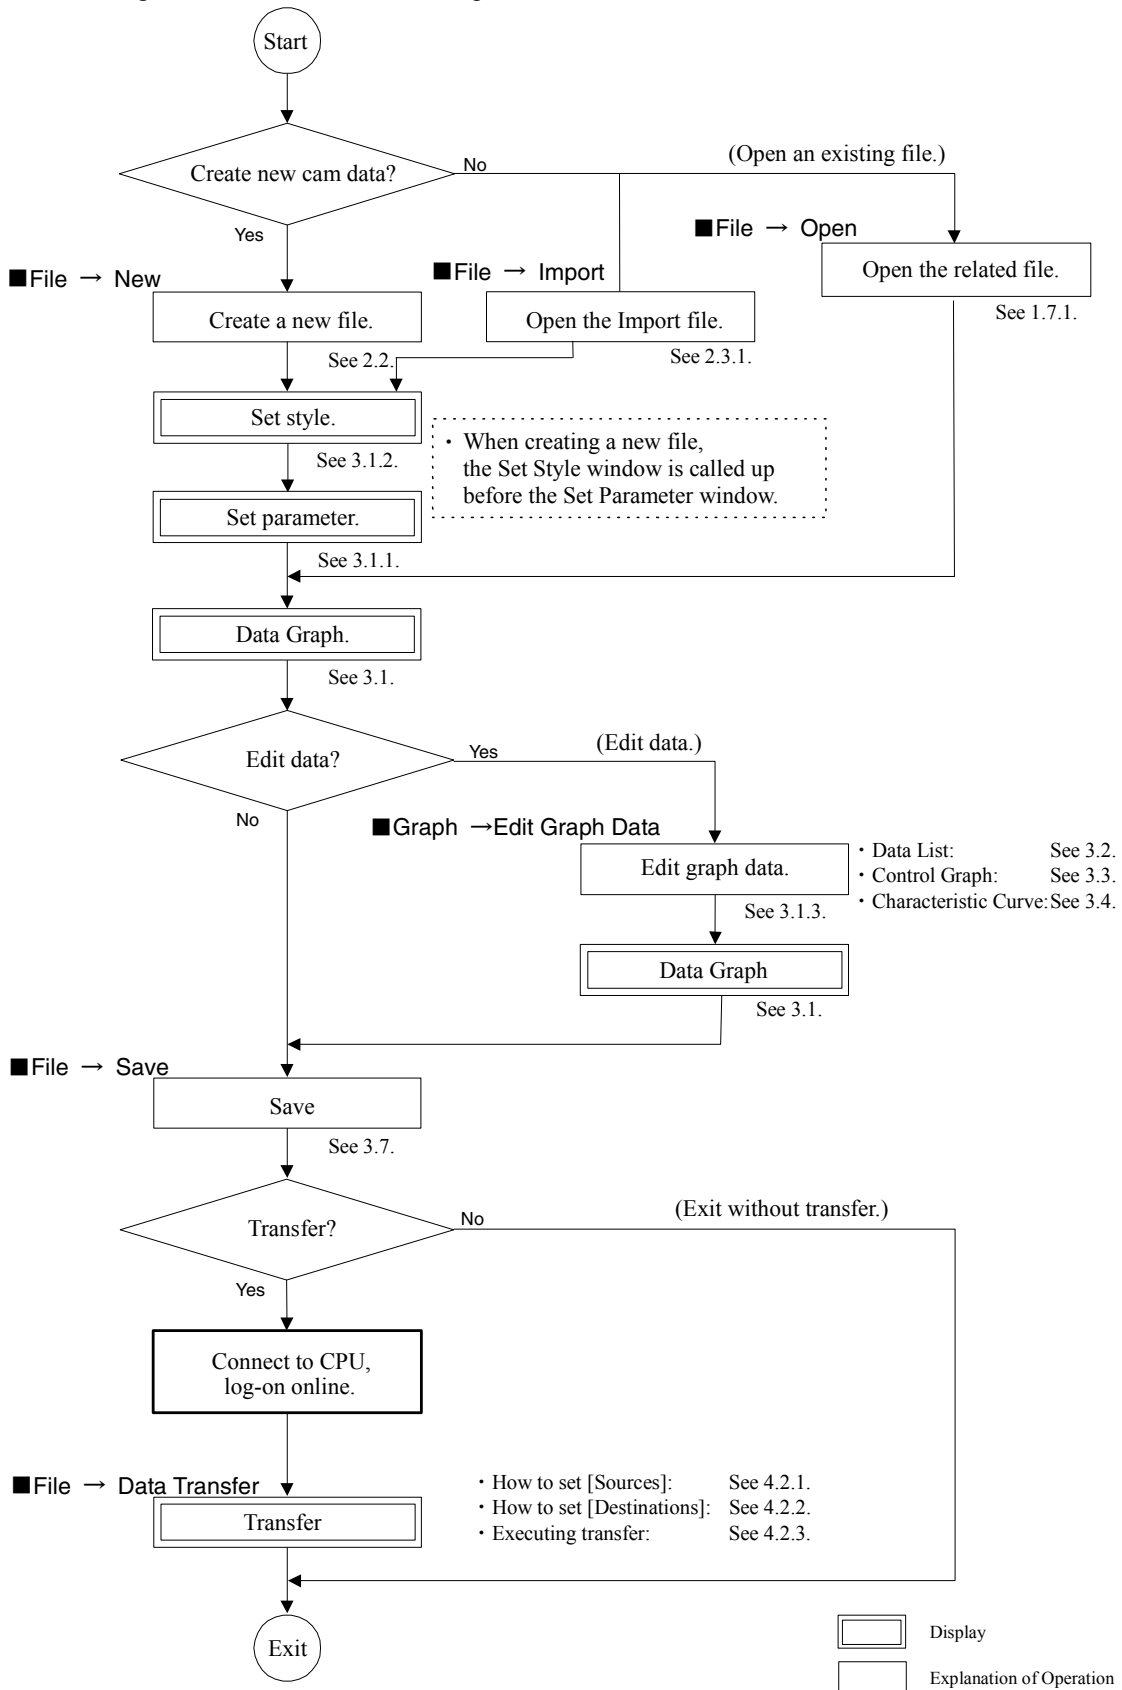 Start
Create new cam data?
No
(Open an existing file.)
Yes
■File → Open
■File → New
■File → Import
Open the related file.
See 1.7.1.
Create a new file.
Open the Import file.
See 2.2.
See 2.3.1.
Set style.
See 3.1.2.
・ When creating a new file,
the Set Style window is called up
before the Set Parameter window.
Set parameter.
See 3.1.1.
Data Graph.
See 3.1.
Edit data?
Yes
(Edit data.)
No
■Graph →Edit Graph Data
Edit graph data.
・Data List: See 3.2.
・Control Graph: See 3.3.
・Characteristic Curve:See 3.4.
See 3.1.3.
Data Graph
See 3.1.
■File → Save
Save
See 3.7.
Transfer?
No
(Exit without transfer.)
Yes
Connect to CPU,
log-on online.
■File → Data Transfer
・How to set [Sources]: See 4.2.1.
・How to set [Destinations]: See 4.2.2.
・Executing transfer: See 4.2.3.
Transfer
Exit
Display
Explanation of Operation